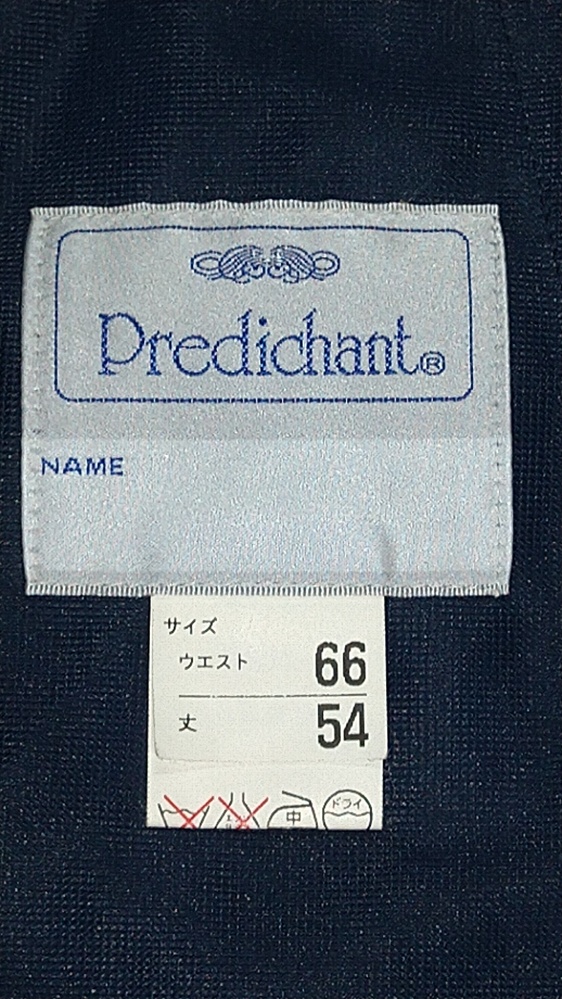 Predichant®
NAME
サイズ
ウエスト 66
丈 54
中
ドライ